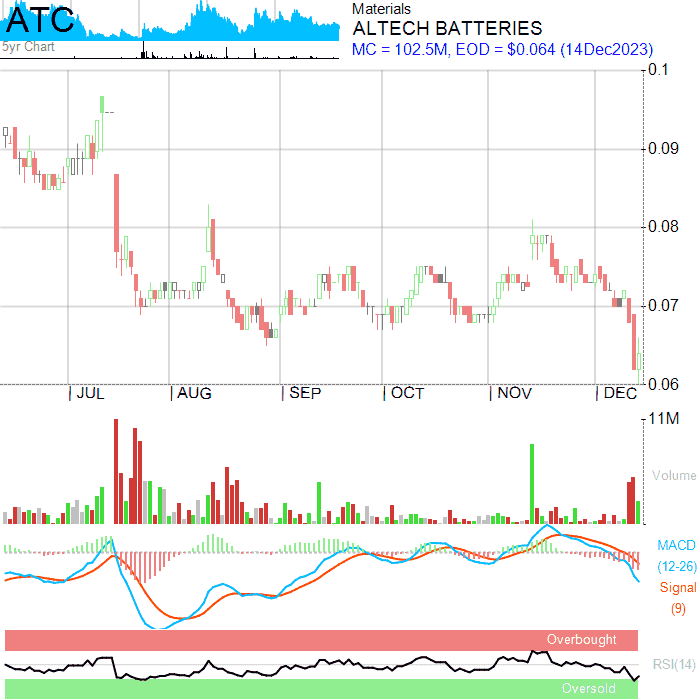 ATC
5yr Chart
Materials
ALTECH BATTERIES
MC = 102.5M, EOD = $0.064 (14Dec2023)
0.1
0.09
0.08
0.07
0.06
JUL AUG SEP OCT NOV DEC
11M
Volume
MACD
(12-26)
Signal
(9)
Overbought
RSI(14)
Oversold